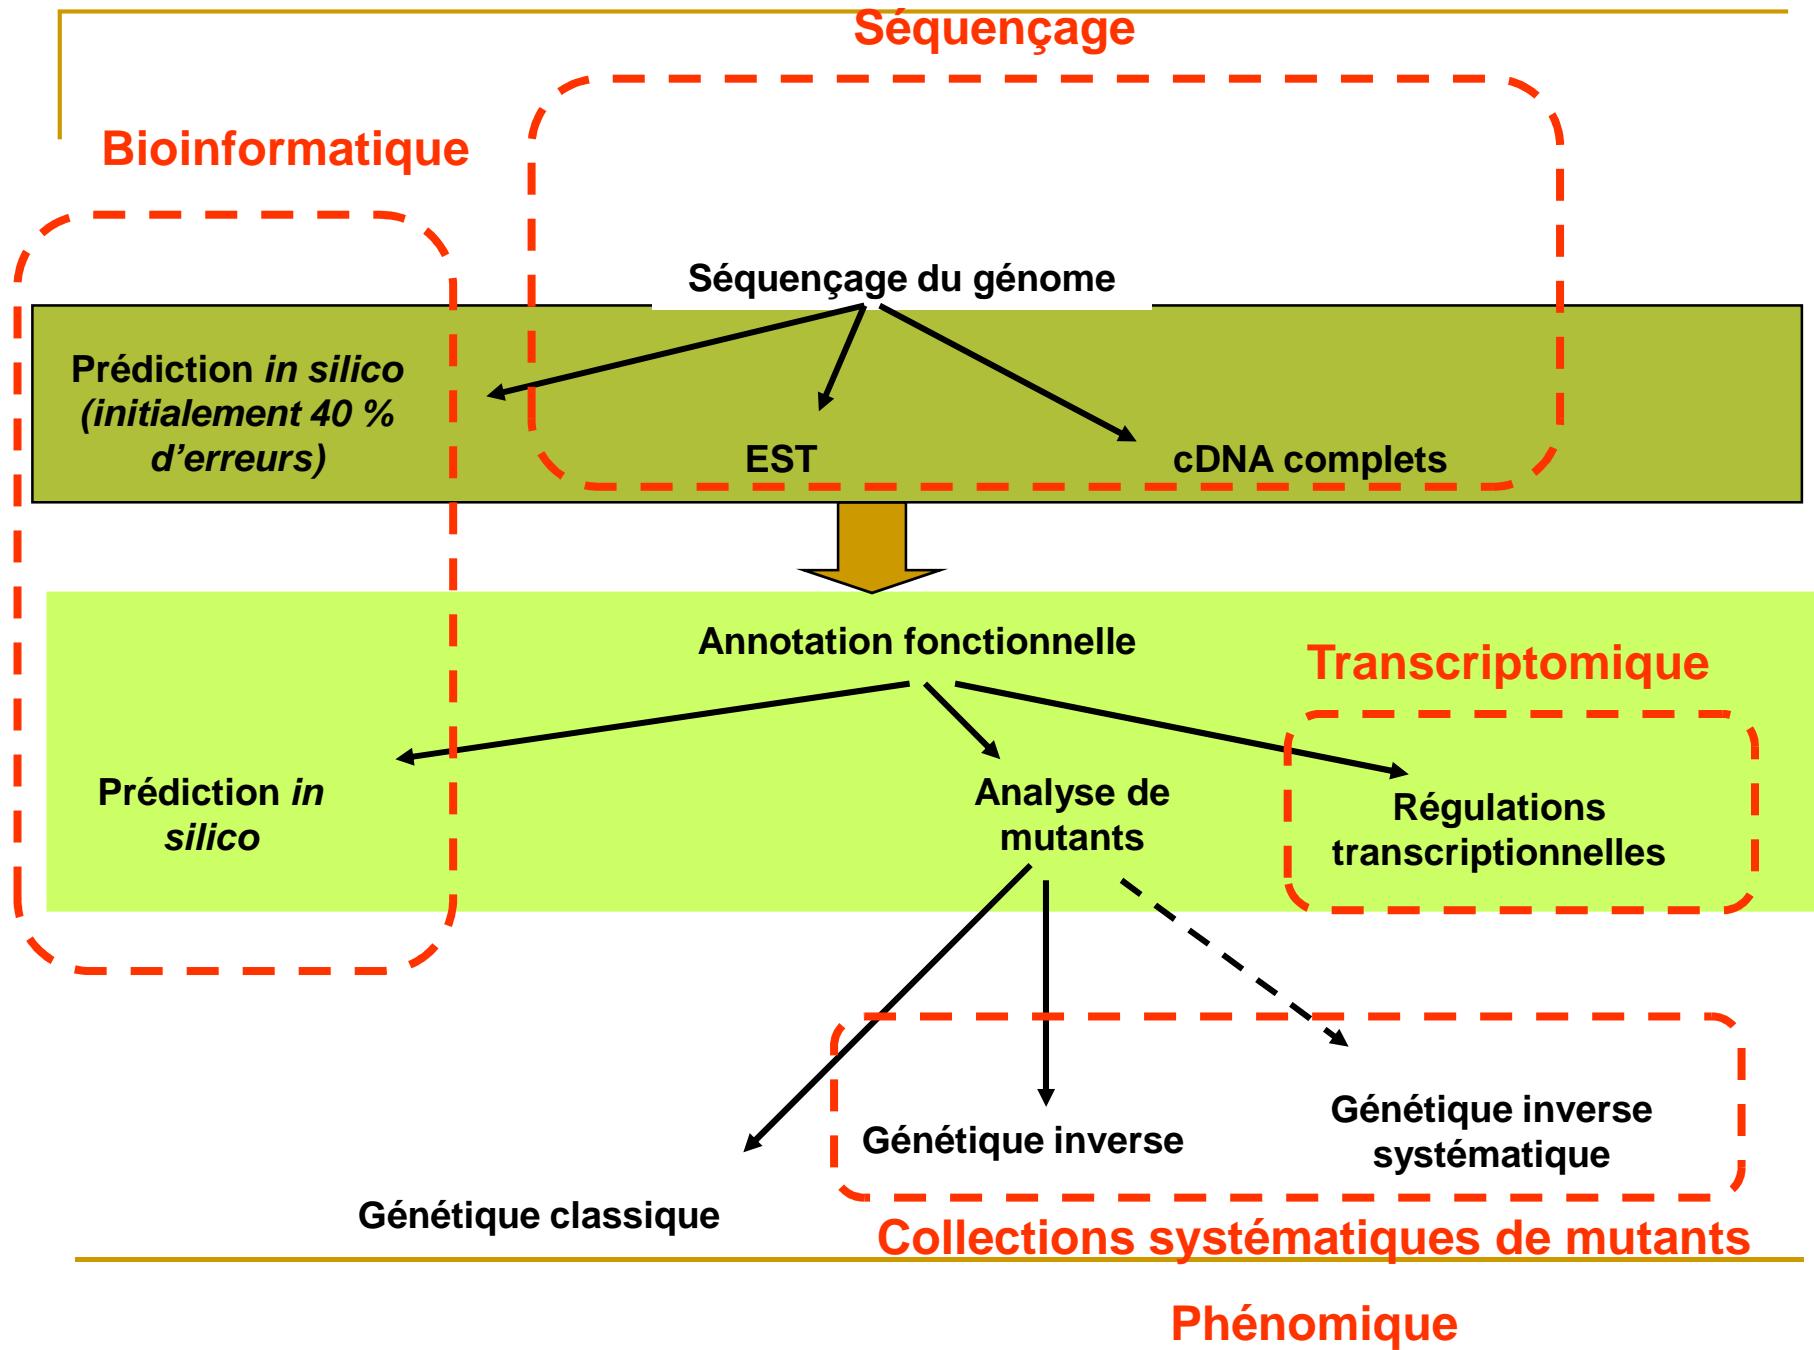 Séquençage
Bioinformatique
Séquençage du génome
Prédiction in silico
(initialement 40 %
d'erreurs)
EST
cDNA complets
Annotation fonctionnelle
Transcriptomique
Prédiction in
silico
Analyse de
mutants
Régulations
transcriptionnelles
Génétique inverse
Génétique inverse
systématique
Génétique classique
Collections systématiques de mutants
Phénomique